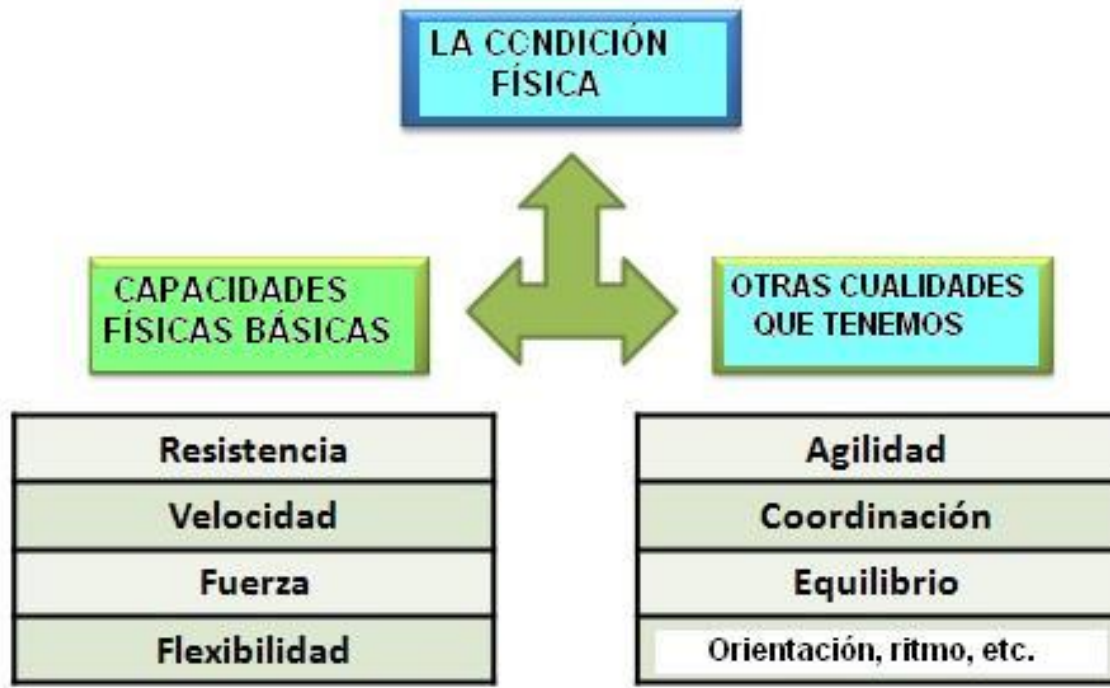 LA CONDICIÓN
FÍSICA
CAPACIDADES
FÍSICAS BÁSICAS
OTRAS CUALIDADES
QUE TENEMOS
Resistencia
Velocidad
Fuerza
Flexibilidad
Agilidad
Coordinación
Equilibrio
Orientación, ritmo, etc.